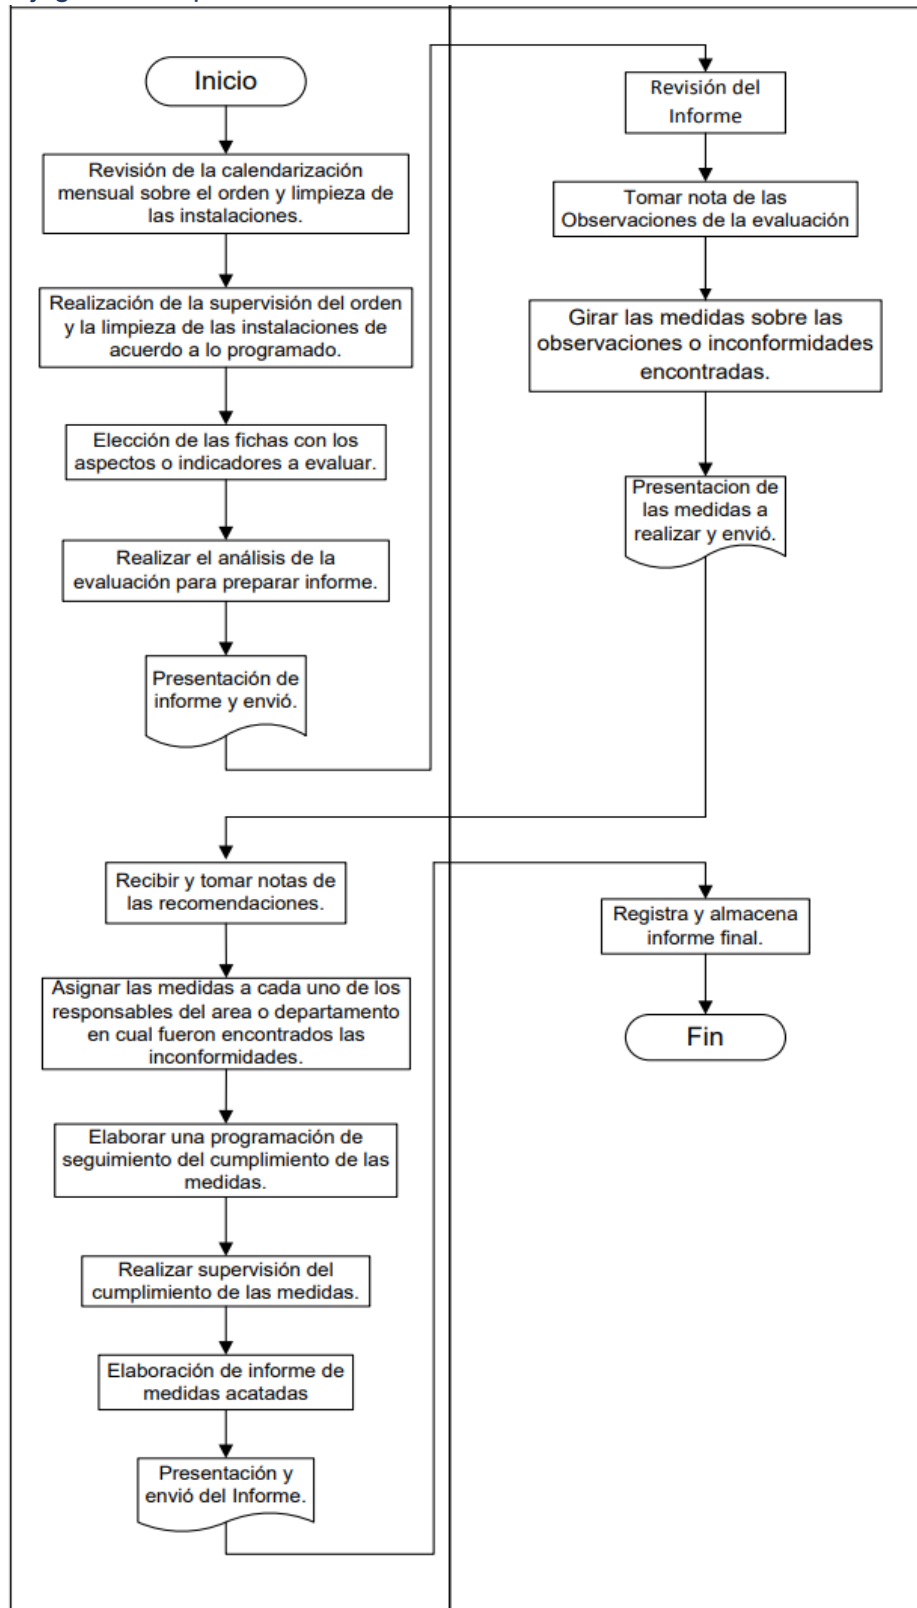 Inicio
Revisión de la calendarización
mensual sobre el orden y limpieza de
las instalaciones.
Realización de la supervisión del orden
y la limpieza de las instalaciones de
acuerdo a lo programado.
Elección de las fichas con los
aspectos o indicadores a evaluar.
Realizar el análisis de la
evaluación para preparar informe.
Presentación de
informe y envió.
Revisión del
Informe
Tomar nota de las
Observaciones de la evaluación
Girar las medidas sobre las
observaciones o inconformidades
encontradas.
Presentacion de
las medidas a
realizar y envió.
Recibir y tomar notas de
las recomendaciones.
Asignar las medidas a cada uno de los
responsables del area o departamento
en cual fueron encontrados las
inconformidades.
Elaborar una programación de
seguimiento del cumplimiento de las
medidas.
Realizar supervisión del
cumplimiento de las medidas.
Elaboración de informe de
medidas acatadas
Presentación y
envió del Informe.
Registra y almacena
informe final.
Fin